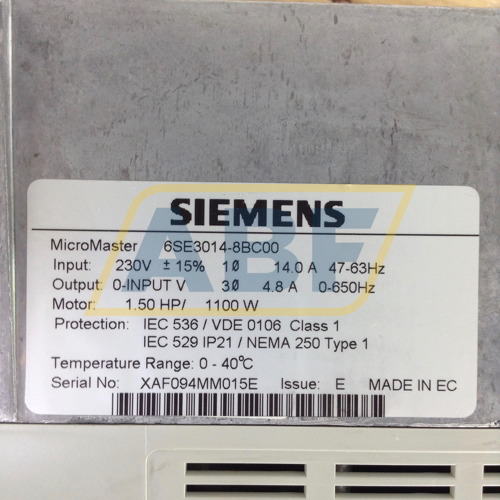 SIEMENS
MicroMaster 6SE3014-8BC00
Input: 230V ± 15% 1Ø 14.0 A 47-63Hz
Output: 0-INPUT V 3Ø 4.8 A 0-650Hz
Motor: 1.50 HP/ 1100 W
Protection: IEC 536 / VDE 0106 Class 1
IEC 529 IP21 / NEMA 250 Type 1
Temperature Range: 0 - 40°C
Serial No: XAF094MM015E Issue: E MADE IN EC
ABF